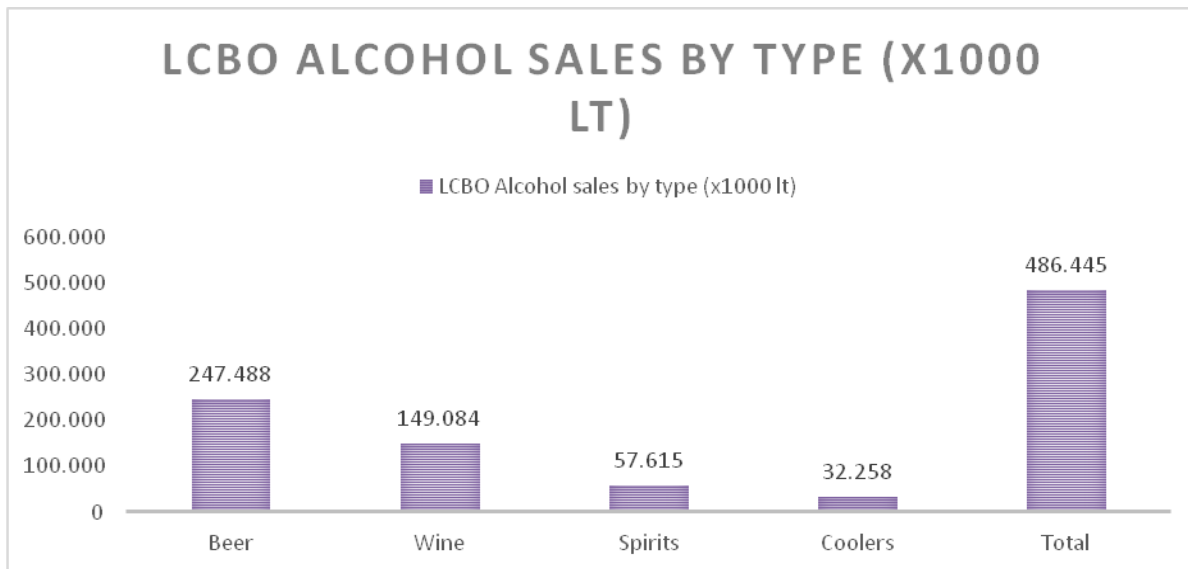 LCBO ALCOHOL SALES BY TYPE (X1000
LT)
LCBO Alcohol sales by type (x1000 lt)
600.000
500.000
400.000
300.000
200.000
100.000
0
247.488
149.084
57.615
32.258
486.445
Beer
Wine
Spirits
Coolers
Total